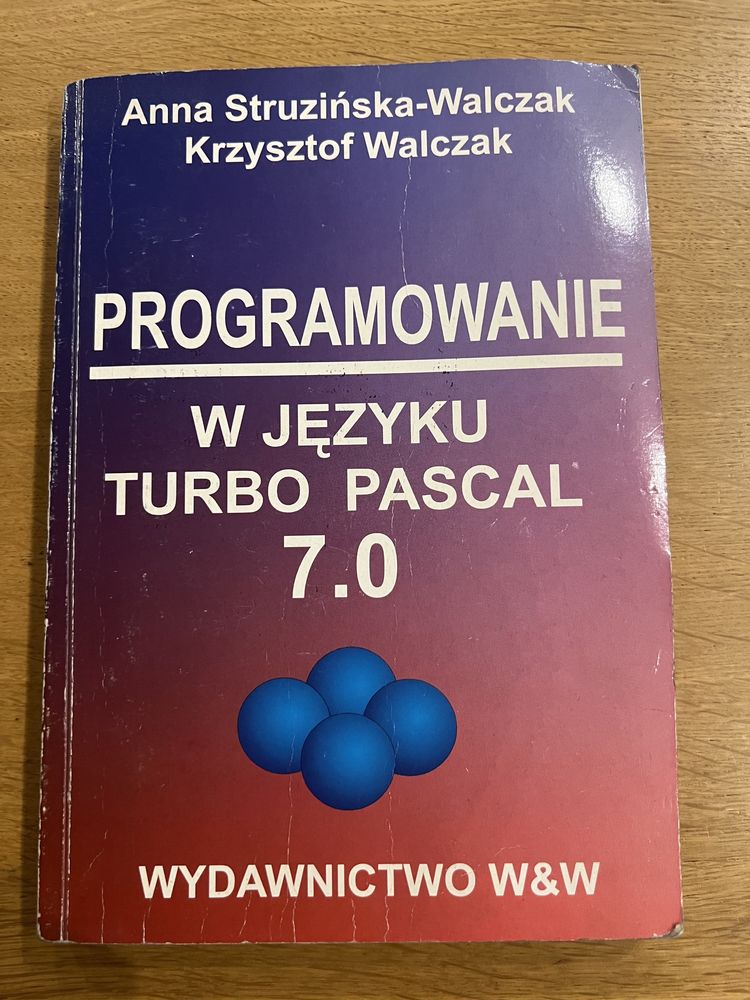 Anna Struzińska-Walczak
Krzysztof Walczak
PROGRAMOWANIE
W JĘZYKU
TURBO PASCAL
7.0
WYDAWNICTWO W&W